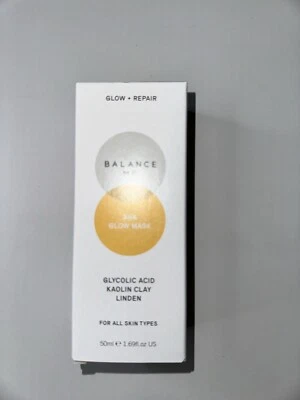 GLOW + REPAIR
BALANCE
GLOW MASK
GLYCOLIC ACID
KAOLIN CLAY
LINDEN
FOR ALL SKIN TYPES
50ml e 1.69fl.oz US